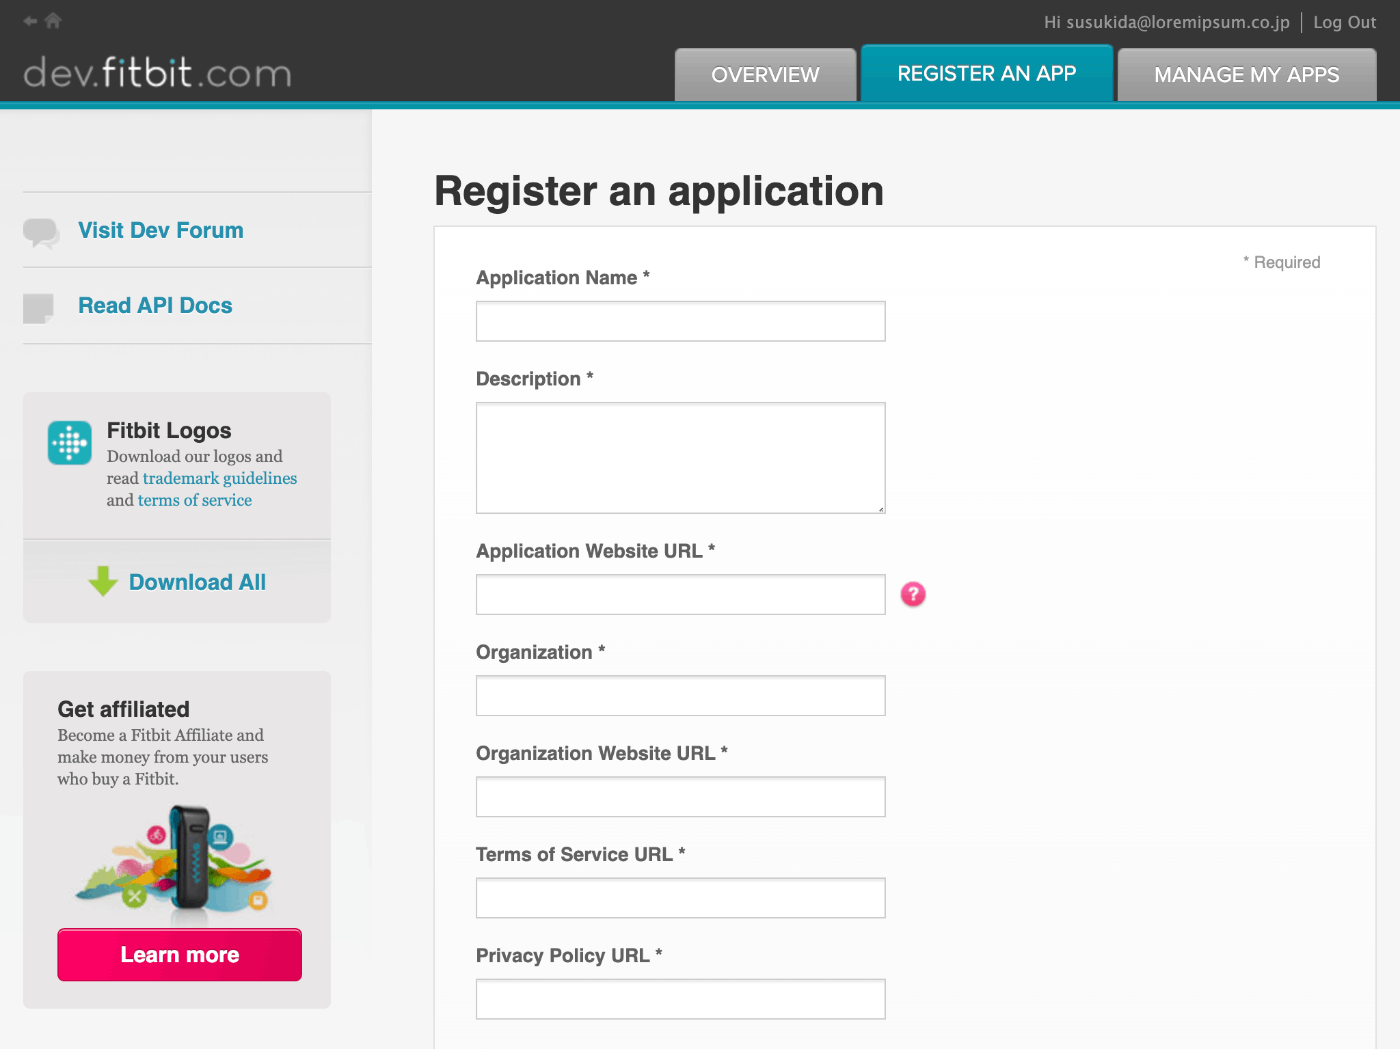 Hi susukida@loremipsum.co.jp | Log Out
dev.fitbit.com
OVERVIEW
REGISTER AN APP
MANAGE MY APPS
Visit Dev Forum
Read API Docs
Fitbit Logos
Download our logos and
read trademark guidelines
and terms of service
Download All
Get affiliated
Become a Fitbit Affiliate and
make money from your users
who buy a Fitbit.
Learn more
Register an application
* Required
Application Name *
Description *
Application Website URL *
?
Organization *
Organization Website URL *
Terms of Service URL *
Privacy Policy URL *